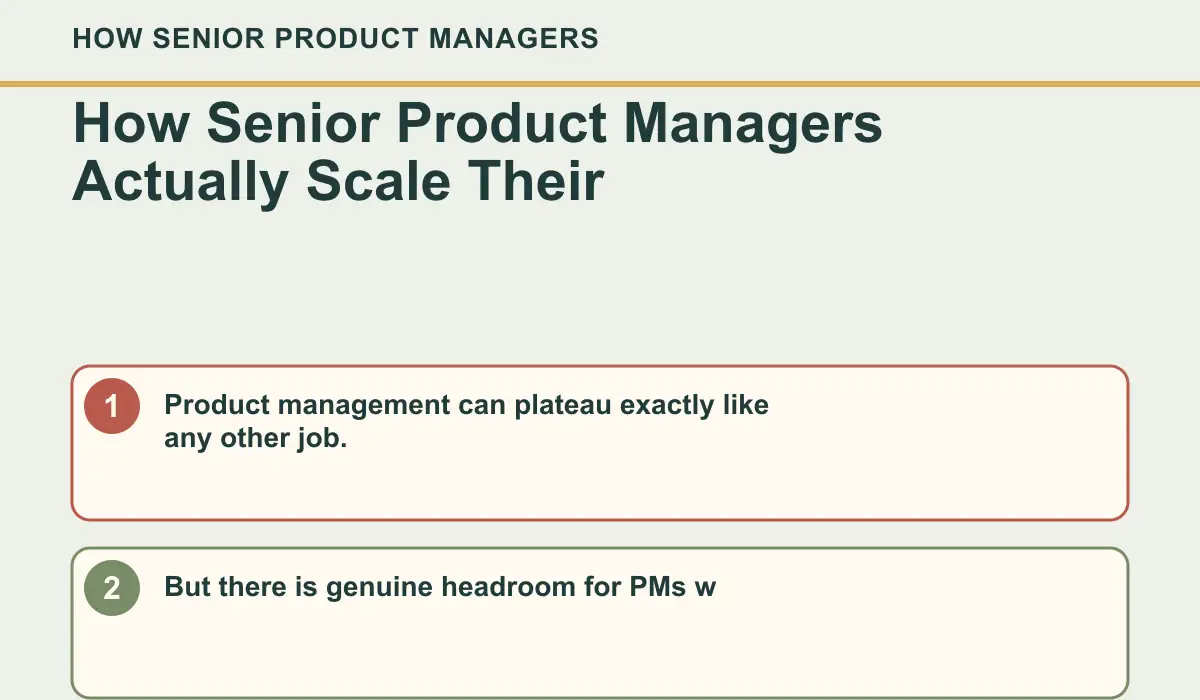 HOW SENIOR PRODUCT MANAGERS
How Senior Product Managers
Actually Scale Their
1
Product management can plateau exactly like
any other job.
2
But there is genuine headroom for PMs w